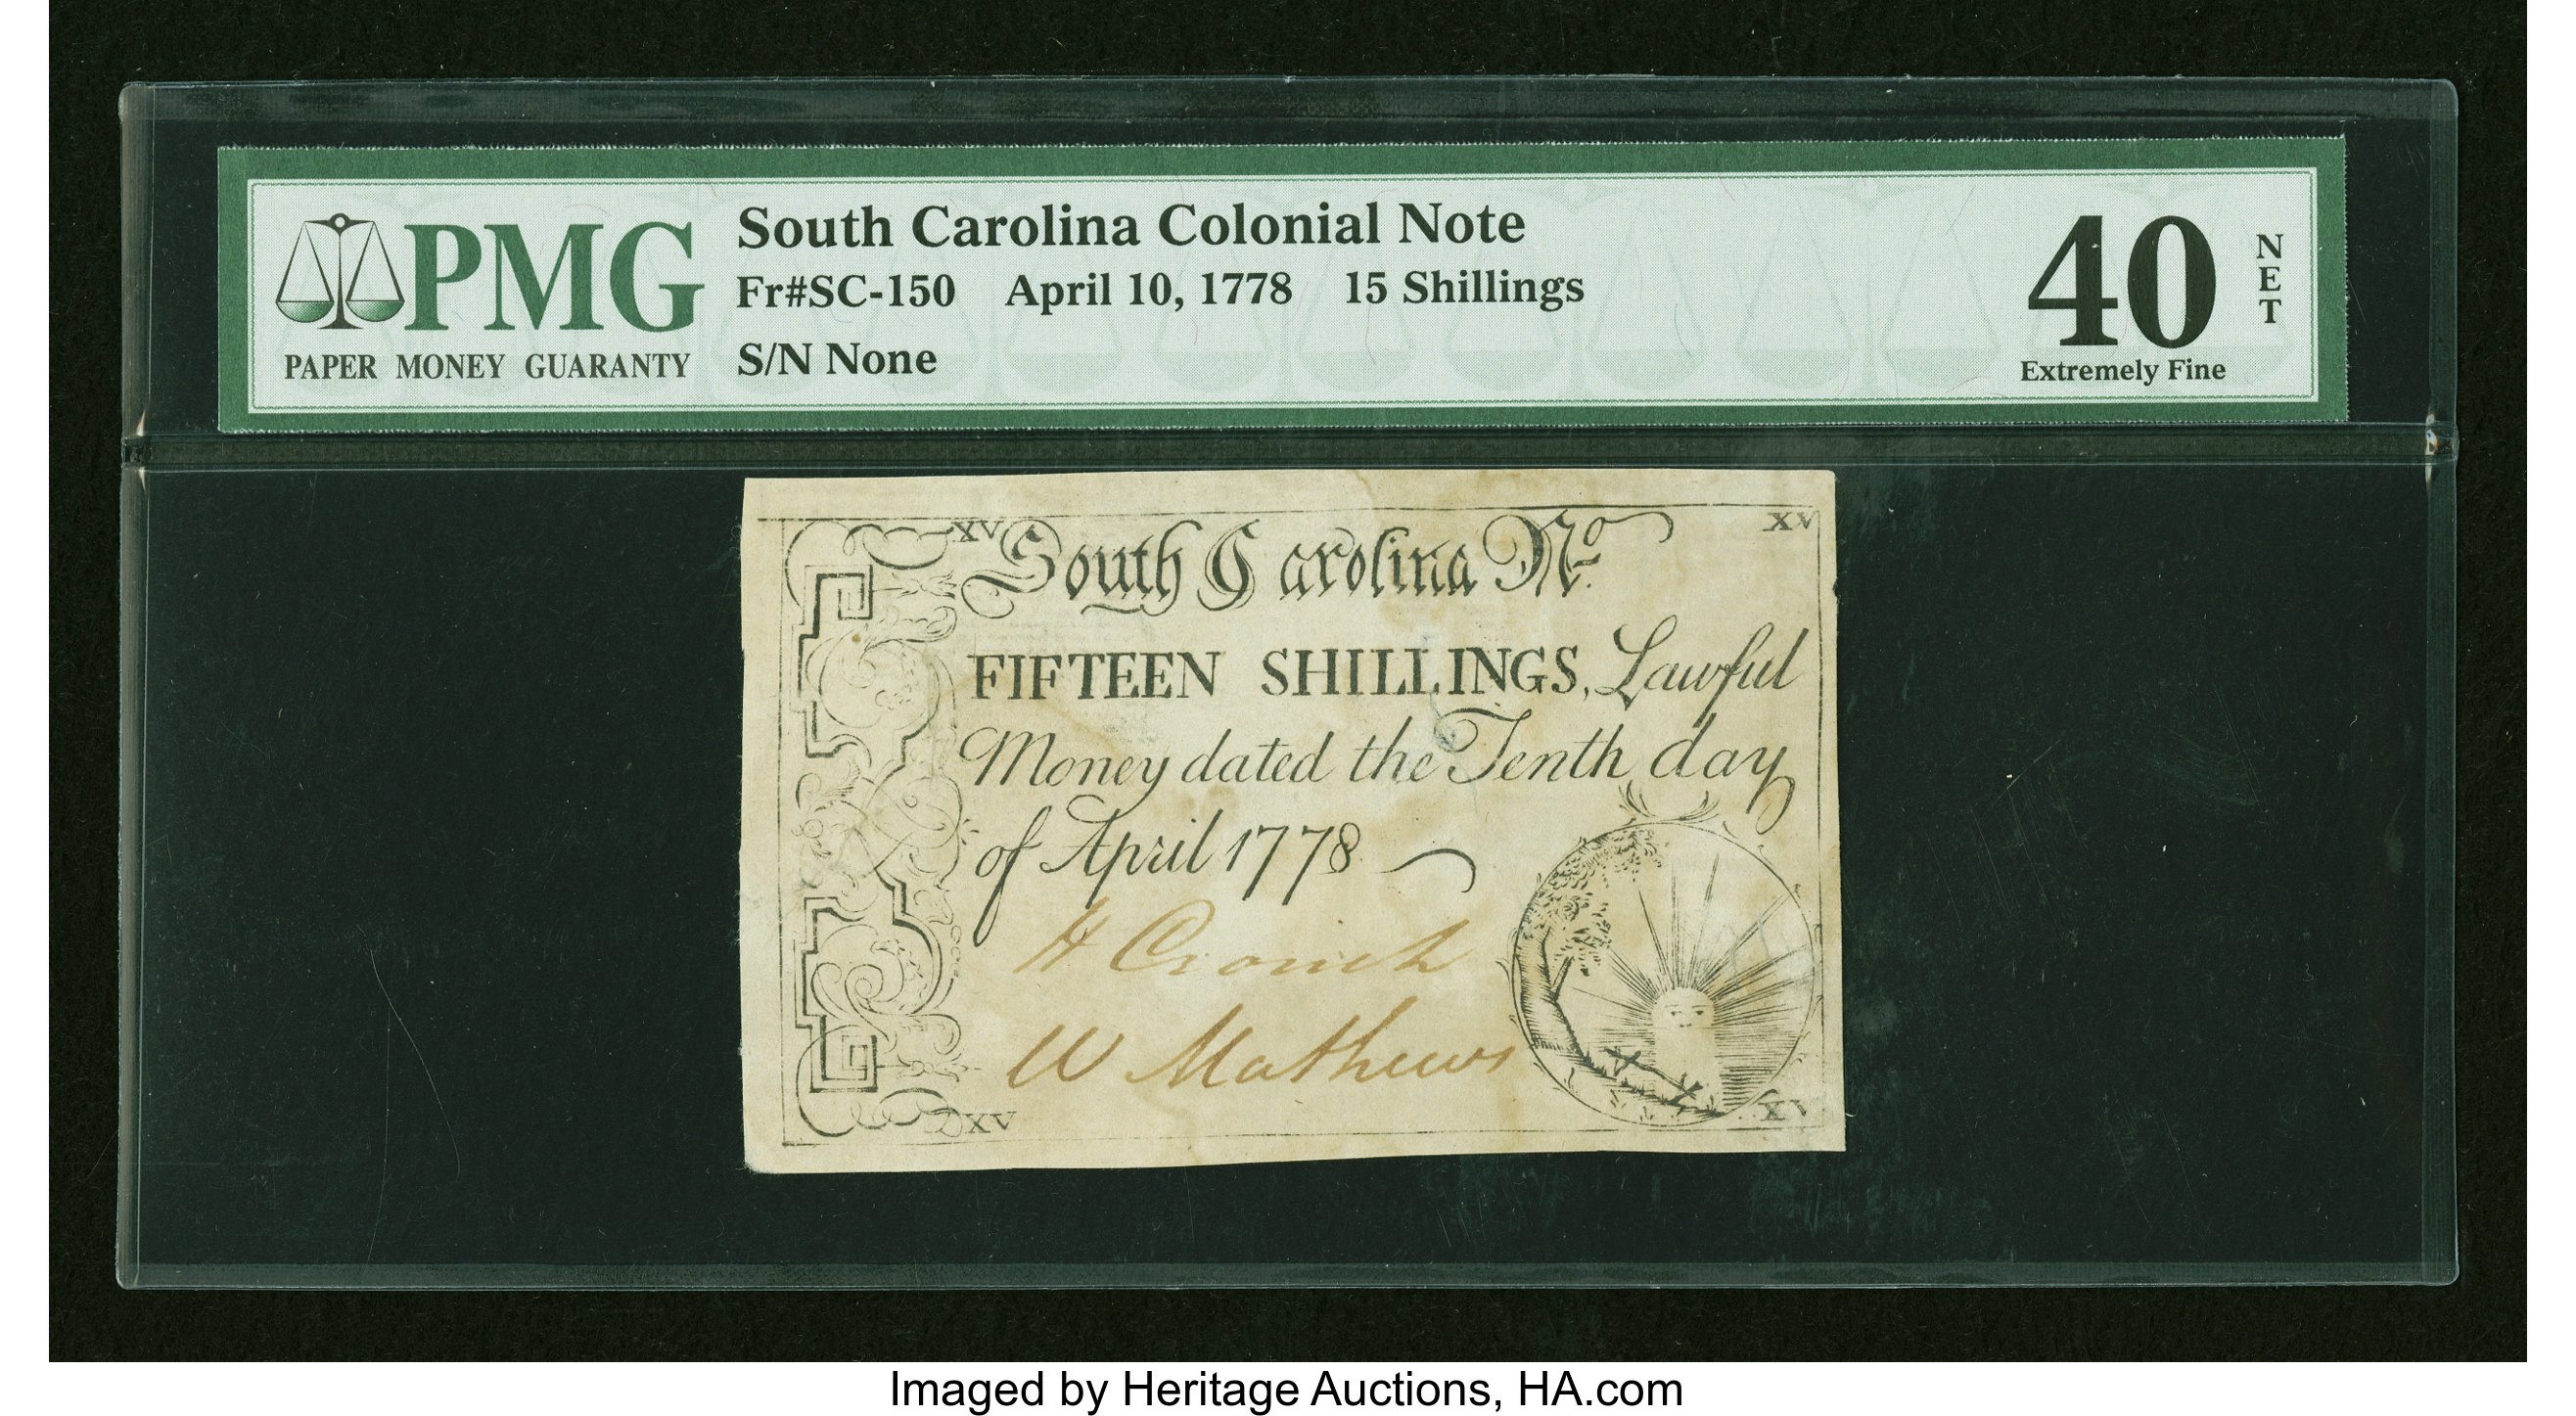 PMG
PAPER MONEY GUARANTY
South Carolina Colonial Note
Fr#SC-150 April 10, 1778 15 Shillings
S/N None
40
NET
Extremely Fine
XV XV
South Carolina No.
FIFTEEN SHILLINGS, Lawful
Money dated the Tenth day
of April 1778
H Crouch
W Mathews
XV XV
Imaged by Heritage Auctions, HA.com